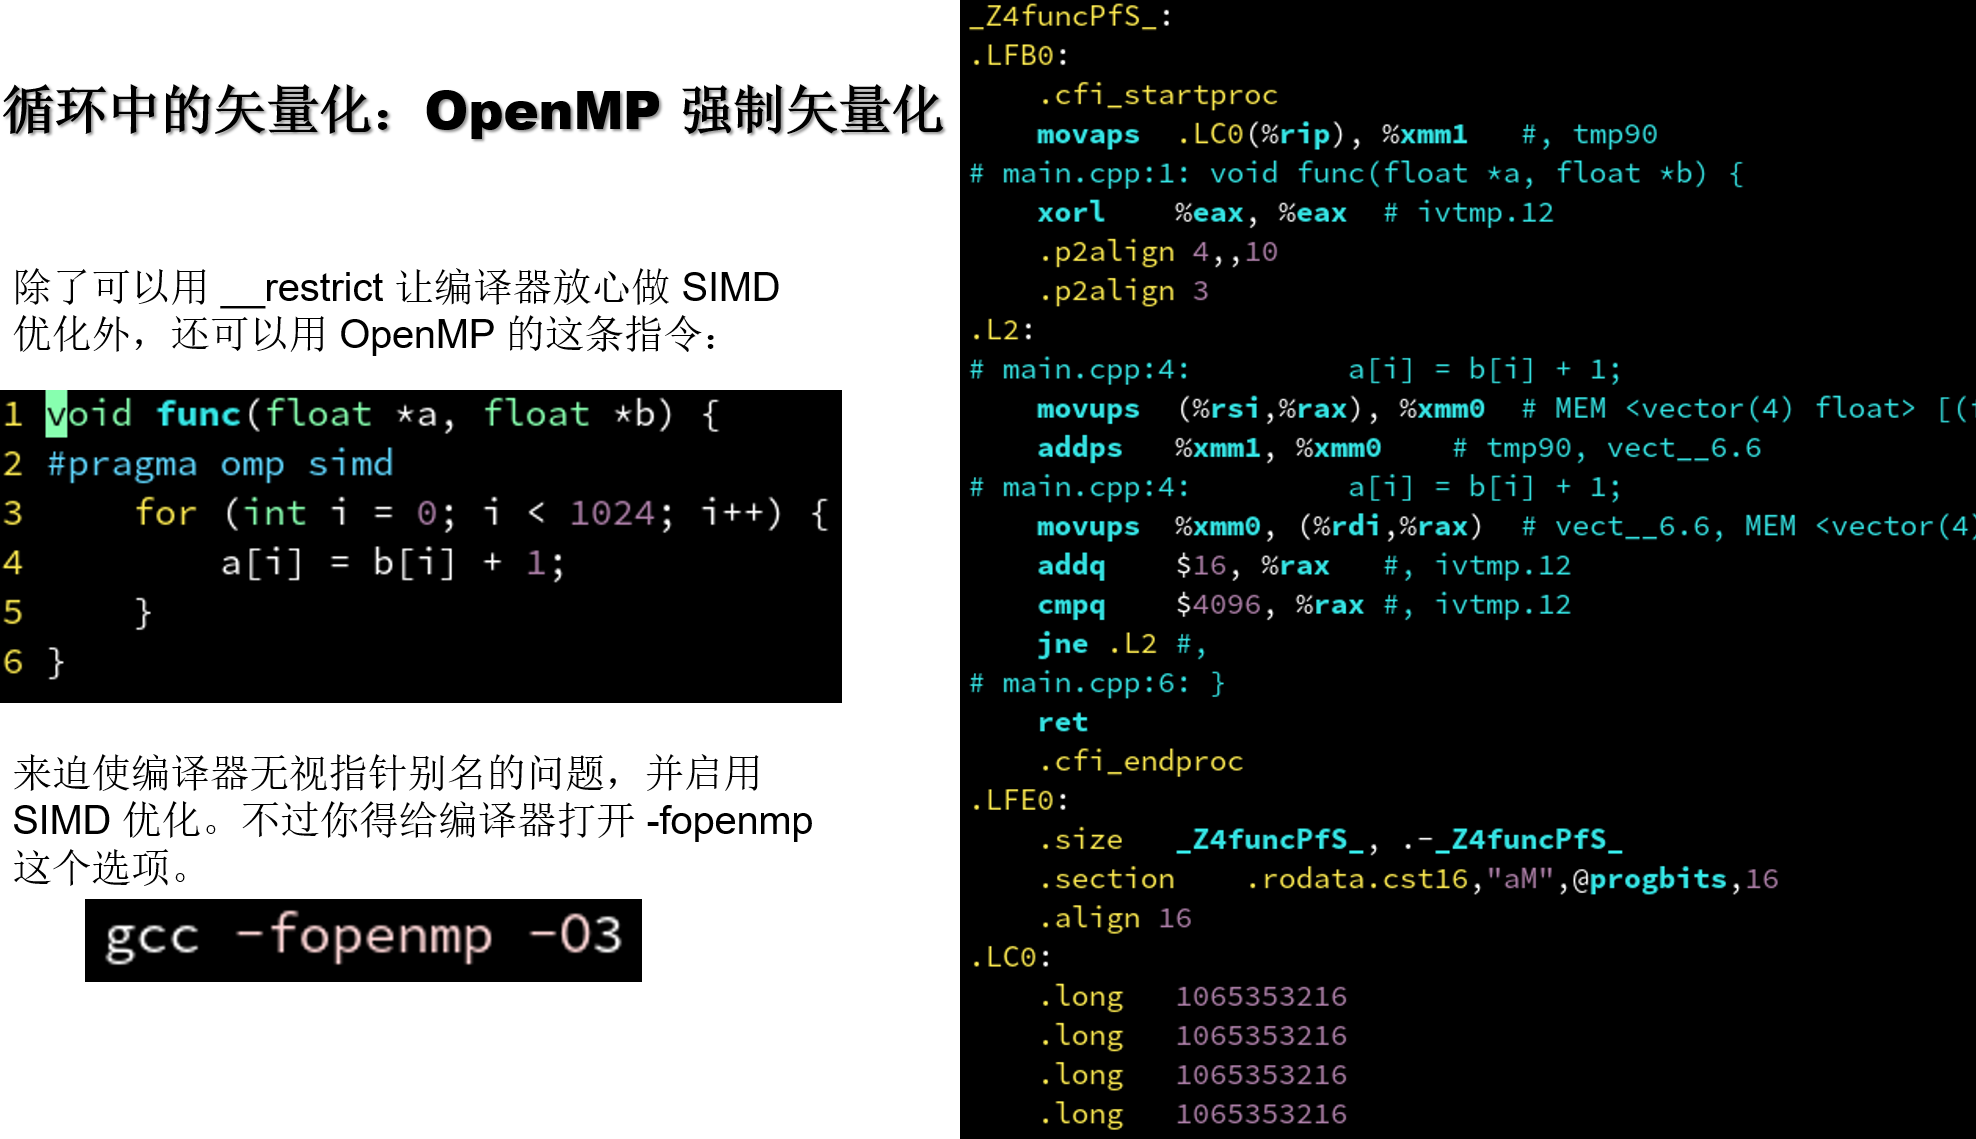 循环中的矢量化：OpenMP 强制矢量化
除了可以用 __restrict 让编译器放心做 SIMD
优化外，还可以用 OpenMP 的这条指令：
1 void func(float *a, float *b) {
2 #pragma omp simd
3     for (int i = 0; i < 1024; i++) {
4         a[i] = b[i] + 1;
5     }
6 }
来迫使编译器无视指针别名的问题，并启用
SIMD 优化。不过你得给编译器打开 -fopenmp
这个选项。
gcc -fopenmp -O3
_Z4funcPfS_:
.LFB0:
    .cfi_startproc
    movaps  .LC0(%rip), %xmm1   #, tmp90
# main.cpp:1: void func(float *a, float *b) {
    xorl    %eax, %eax  # ivtmp.12
    .p2align 4,,10
    .p2align 3
.L2:
# main.cpp:4:         a[i] = b[i] + 1;
    movups  (%rsi,%rax), %xmm0  # MEM <vector(4) float> [(
    addps   %xmm1, %xmm0    # tmp90, vect__6.6
# main.cpp:4:         a[i] = b[i] + 1;
    movups  %xmm0, (%rdi,%rax)  # vect__6.6, MEM <vector(4)
    addq    $16, %rax   #, ivtmp.12
    cmpq    $4096, %rax #, ivtmp.12
    jne .L2 #,
# main.cpp:6: }
    ret
    .cfi_endproc
.LFE0:
    .size   _Z4funcPfS_, .-_Z4funcPfS_
    .section    .rodata.cst16,"aM",@progbits,16
    .align 16
.LC0:
    .long   1065353216
    .long   1065353216
    .long   1065353216
    .long   1065353216